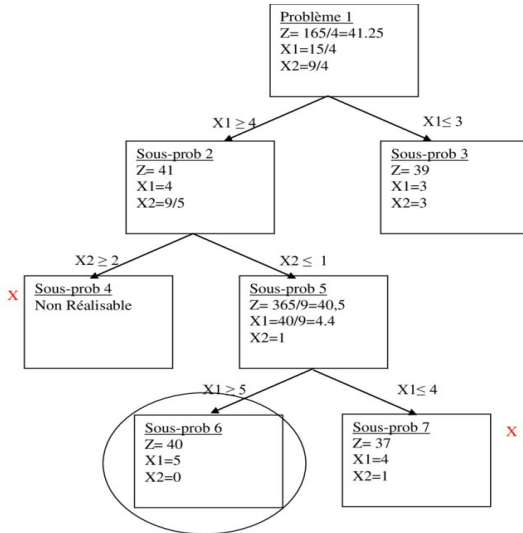 Problème 1
Z= 165/4=41.25
X1=15/4
X2=9/4
X1 ≥ 4
X1≤ 3
Sous-prob 2
Z= 41
X1=4
X2=9/5
Sous-prob 3
Z= 39
X1=3
X2=3
X2 ≥ 2
X2 ≤ 1
X
Sous-prob 4
Non Réalisable
Sous-prob 5
Z= 365/9=40,5
X1=40/9=4.4
X2=1
X1 ≥ 5
X1≤ 4
Sous-prob 6
Z= 40
X1=5
X2=0
Sous-prob 7
Z= 37
X1=4
X2=1
X